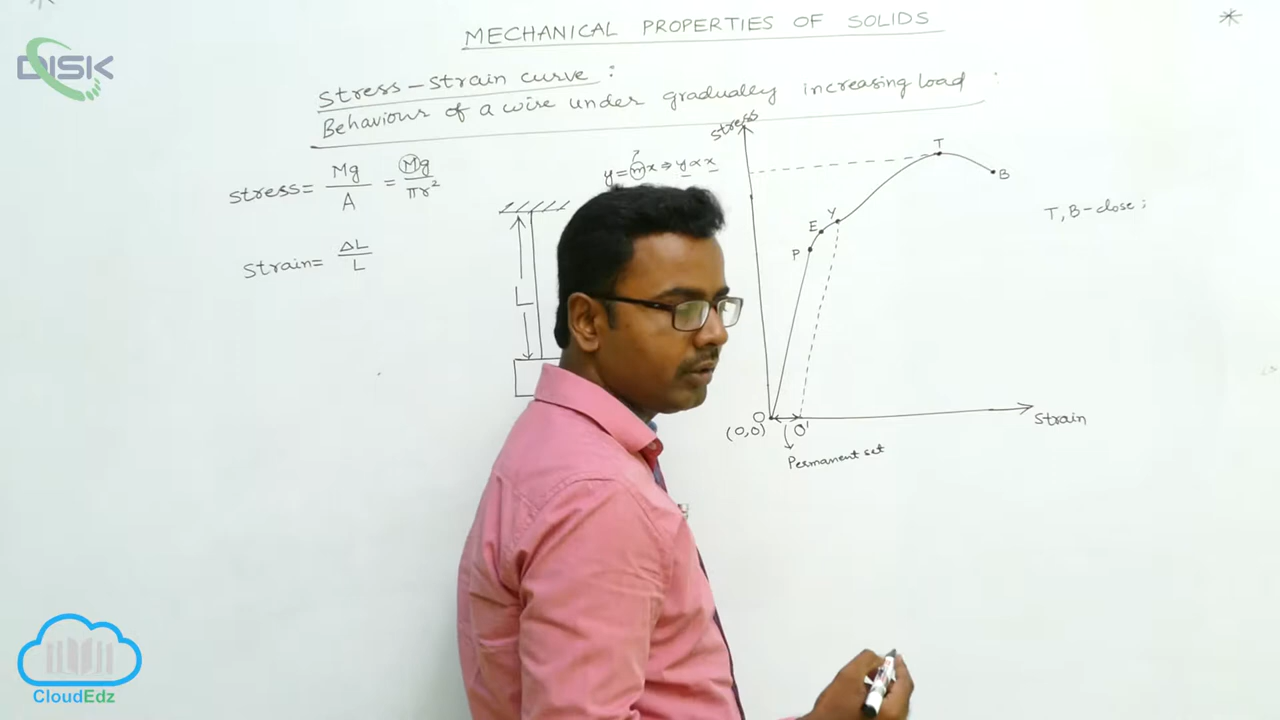 DISK
MECHANICAL PROPERTIES OF SOLIDS
Stress-Strain curve:
Behaviour of a wire under gradually increasing load:
stress = Mg/A = Mg/πr²
strain = ΔL/L
y = mx ⇒ y ∝ x
L
Stress
T
B
Y
E
P
T, B-close;
O
(0,0)
O'
Strain
Permanent set
CloudEdz